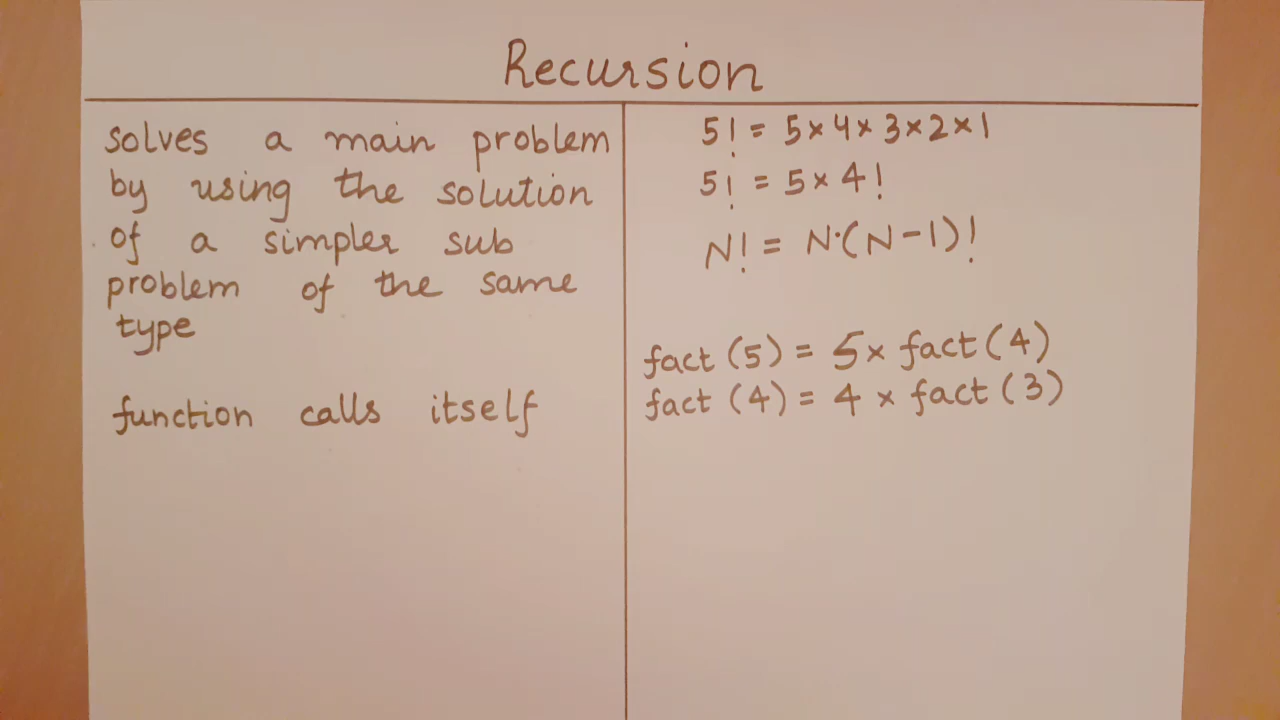 Recursion
solves a main problem
by using the solution
of a simpler sub
problem of the same
type
function calls itself
5! = 5×4×3×2×1
5! = 5×4!
N! = N·(N-1)!
fact (5) = 5× fact (4)
fact (4) = 4 × fact (3)